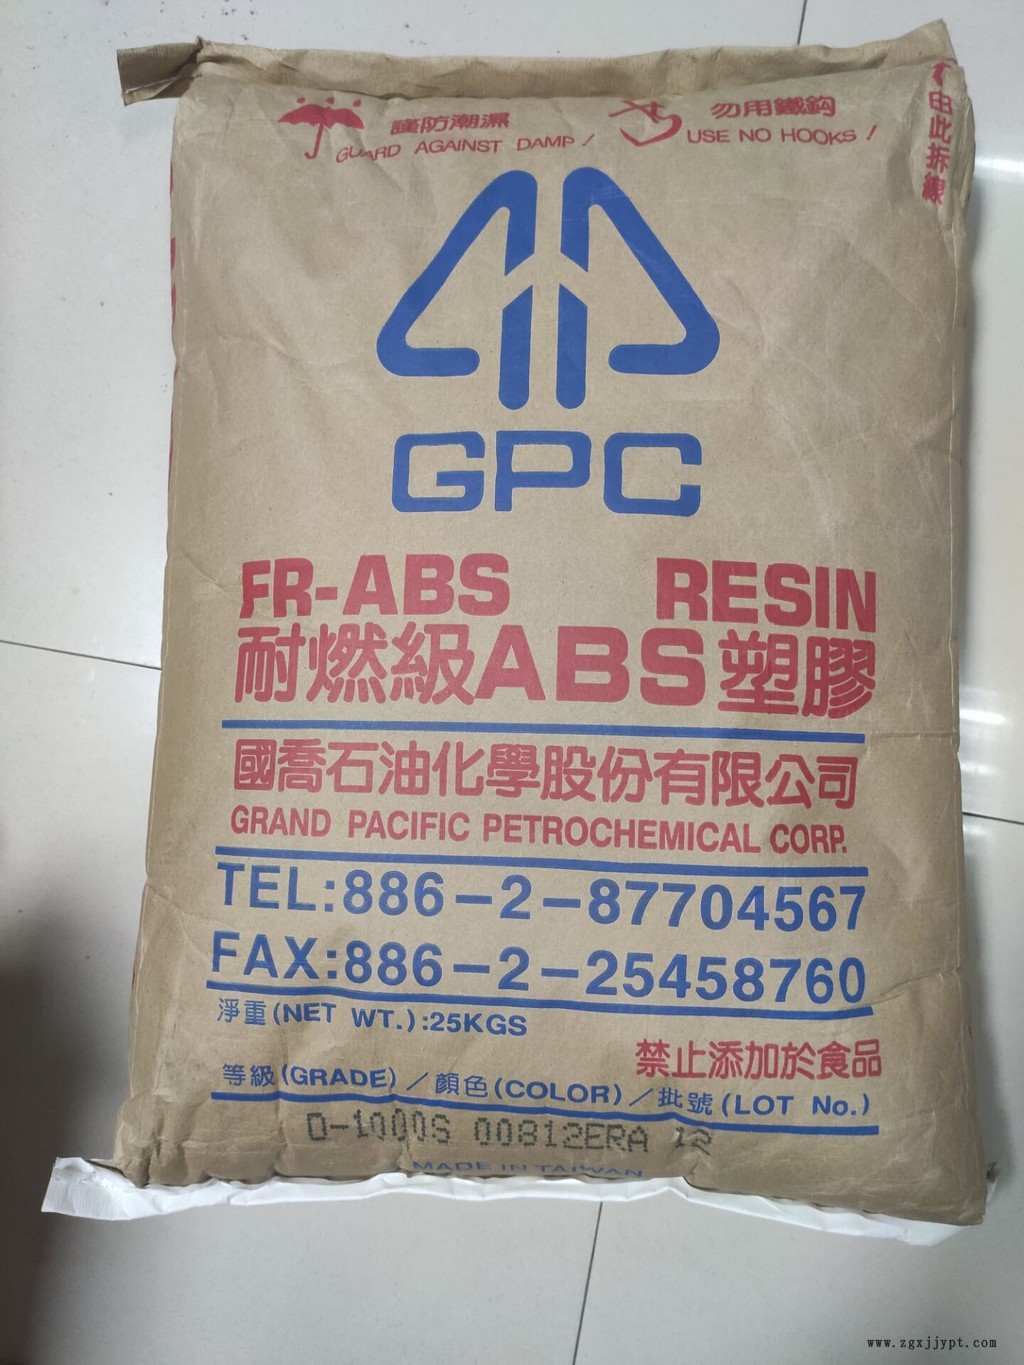 謹防潮濕
GUARD AGAINST DAMP!
勿用鐵鈎
USE NO HOOKS!
由此拆線
GPC
FR-ABS RESIN
耐燃級ABS塑膠
國喬石油化學股份有限公司
GRAND PACIFIC PETROCHEMICAL CORP.
TEL:886-2-87704567
FAX:886-2-25458760
淨重(NET WT.):25KGS
禁止添加於食品
等級(GRADE)/顏色(COLOR)/批號(LOT No.)
D-1000S 00812ERA 12
MADE IN TAIWAN
www.zgxjjypt.com